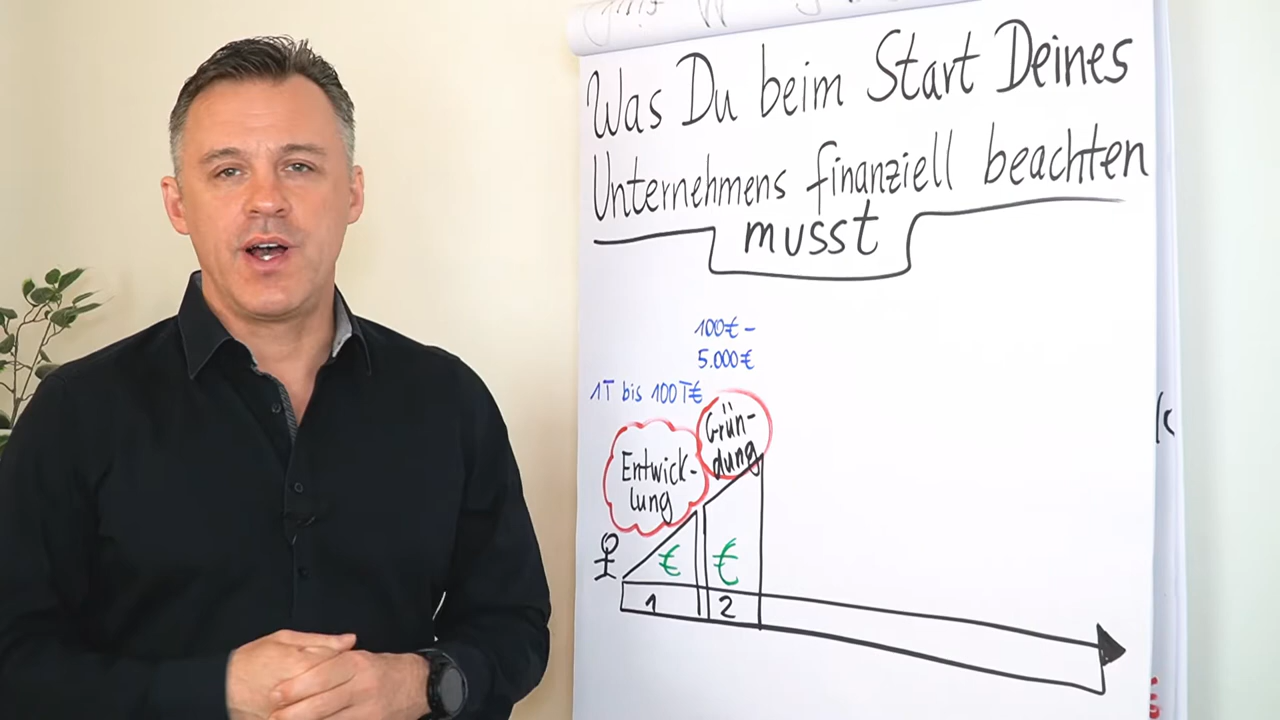 Was Du beim Start Deines
Unternehmens finanziell beachten
musst
100€ –
5.000€
1T bis 100T€
Grün-
dung
Entwick-
lung
€ €
1 2